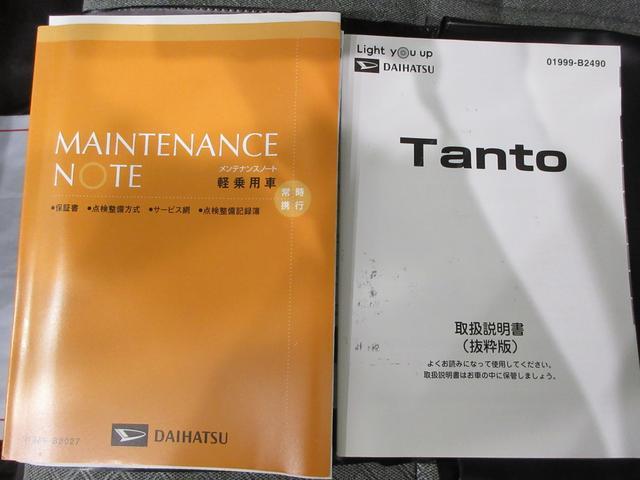 MAINTENANCE
NOTE
メンテナンスノート
軽乗用車
常時
携行
●保証書 ●点検整備方式 ●サービス網 ●点検整備記録簿
DAIHATSU
Light you up
DAIHATSU
01999-B2490
Tanto
取扱説明書
(抜粋版)
よくお読みになって使用してください。
取扱説明書はお車の中に保管しましょう。